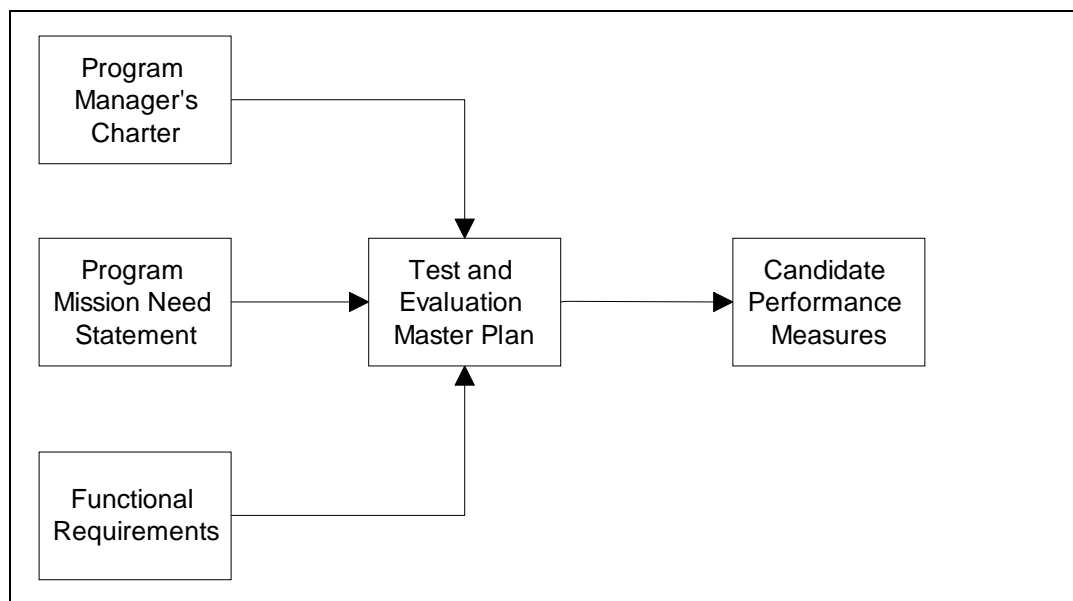 Program
Manager's
Charter
Program
Mission Need
Statement
Test and
Evaluation
Master Plan
Candidate
Performance
Measures
Functional
Requirements